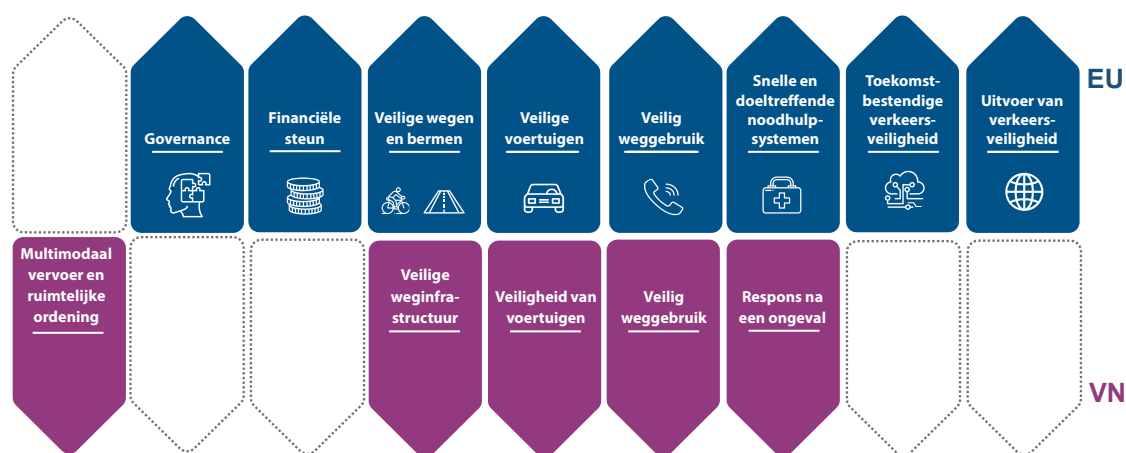 Governance
Financiële
steun
Veilige wegen
en bermen
Veilige
voertuigen
Veilig
weggebruik
Snelle en
doeltreffende
noodhulp-
systemen
Toekomst-
bestendige
verkeers-
veiligheid
Uitvoer van
verkeers-
veiligheid
EU
Multimodaal
vervoer en
ruimtelijke
ordening
Veilige
weginfra-
structuur
Veiligheid van
voertuigen
Veilig
weggebruik
Respons na
een ongeval
VN